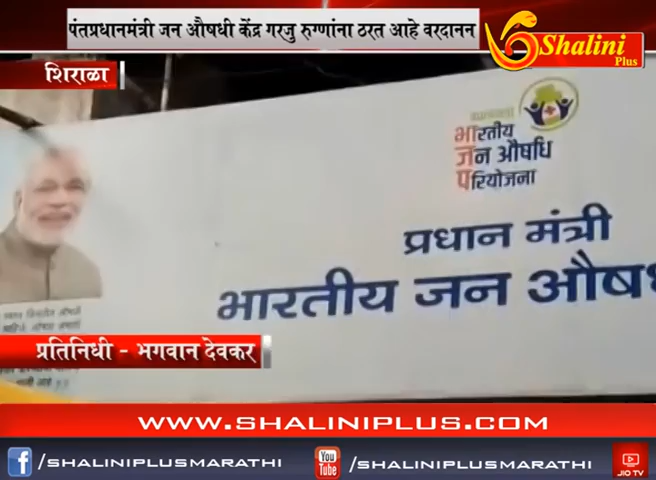 पंतप्रधानमंत्री जन औषधी केंद्र गरजु रुग्णांना ठरत आहे वरदानन
Shalini
Plus
शिराळा
भारतीय
जन औषधि
परियोजना
प्रधान मंत्री
भारतीय जन औषध
प्रतिनिधी - भगवान देवकर
WWW.SHALINIPLUS.COM
f /SHALINIPLUSMARATHI
You Tube /SHALINIPLUSMARATHI
JIO TV